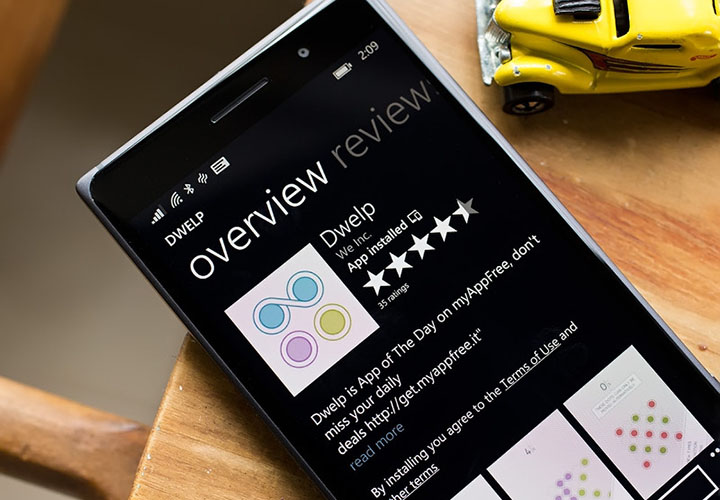 2:09
DWELP
overview review
Dwelp
We Inc.
App installed
35 ratings
Dwelp is App of The Day on myAppFree, don't
miss your daily
deals http://get.myappfree.it"
read more
By installing you agree to the Terms of Use and
her terms
4%
0%